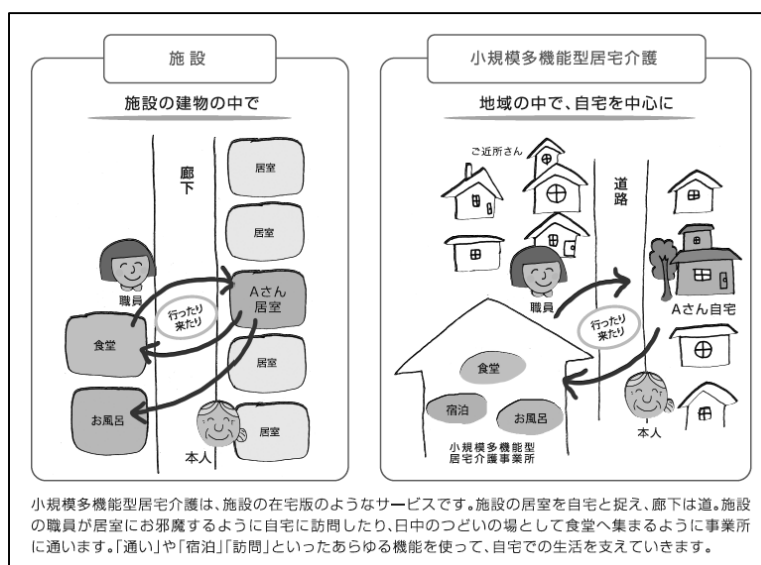 施設
施設の建物の中で
廊下
居室
居室
職員
Aさん
居室
行ったり
来たり
食堂
居室
お風呂
本人
居室
小規模多機能型居宅介護
地域の中で、自宅を中心に
ご近所さん
道路
職員
Aさん自宅
行ったり
来たり
食堂
宿泊
お風呂
本人
小規模多機能型
居宅介護事業所
小規模多機能型居宅介護は、施設の在宅版のようなサービスです。施設の居室を自宅と捉え、廊下は道。施設
の職員が居室にお邪魔するように自宅に訪問したり、日中のつどいの場として食堂へ集まるように事業所
に通います。「通い」や「宿泊」「訪問」といったあらゆる機能を使って、自宅での生活を支えていきます。